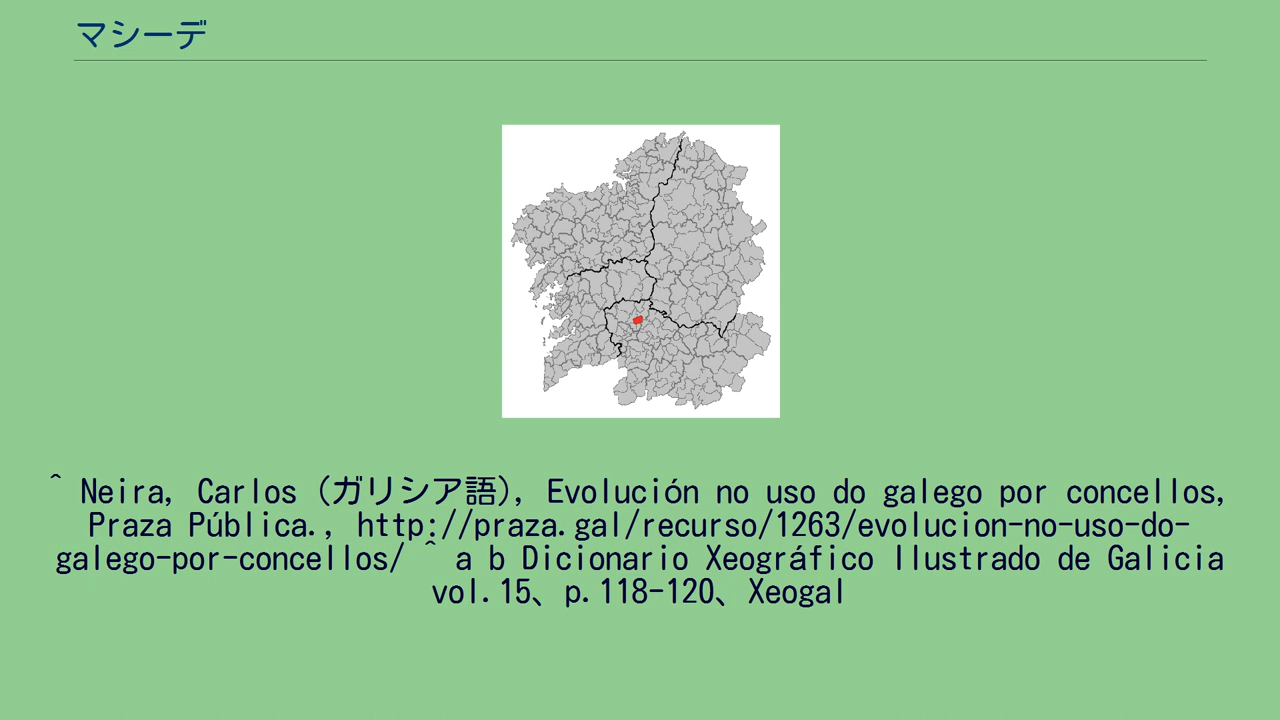 マシーデ
^ Neira, Carlos (ガリシア語), Evolución no uso do galego por concellos,
Praza Pública., http://praza.gal/recurso/1263/evolucion-no-uso-do-
galego-por-concellos/ ^ a b Dicionario Xeográfico Ilustrado de Galicia
vol.15、p.118-120、Xeogal